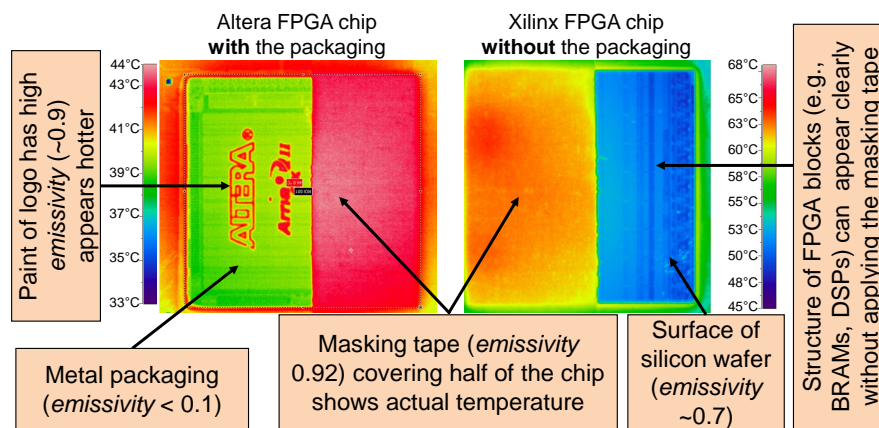 Altera FPGA chip
with the packaging
Xilinx FPGA chip
without the packaging
Paint of logo has high
emissivity (~0.9)
appears hotter
44°C
43°C
41°C
39°C
37°C
35°C
33°C
ALTERA
Arria II
68°C
65°C
63°C
60°C
58°C
55°C
53°C
50°C
48°C
45°C
Structure of FPGA blocks (e.g.,
BRAMs, DSPs) can appear clearly
without applying the masking tape
Metal packaging
(emissivity < 0.1)
Masking tape (emissivity
0.92) covering half of the chip
shows actual temperature
Surface of
silicon wafer
(emissivity
~0.7)